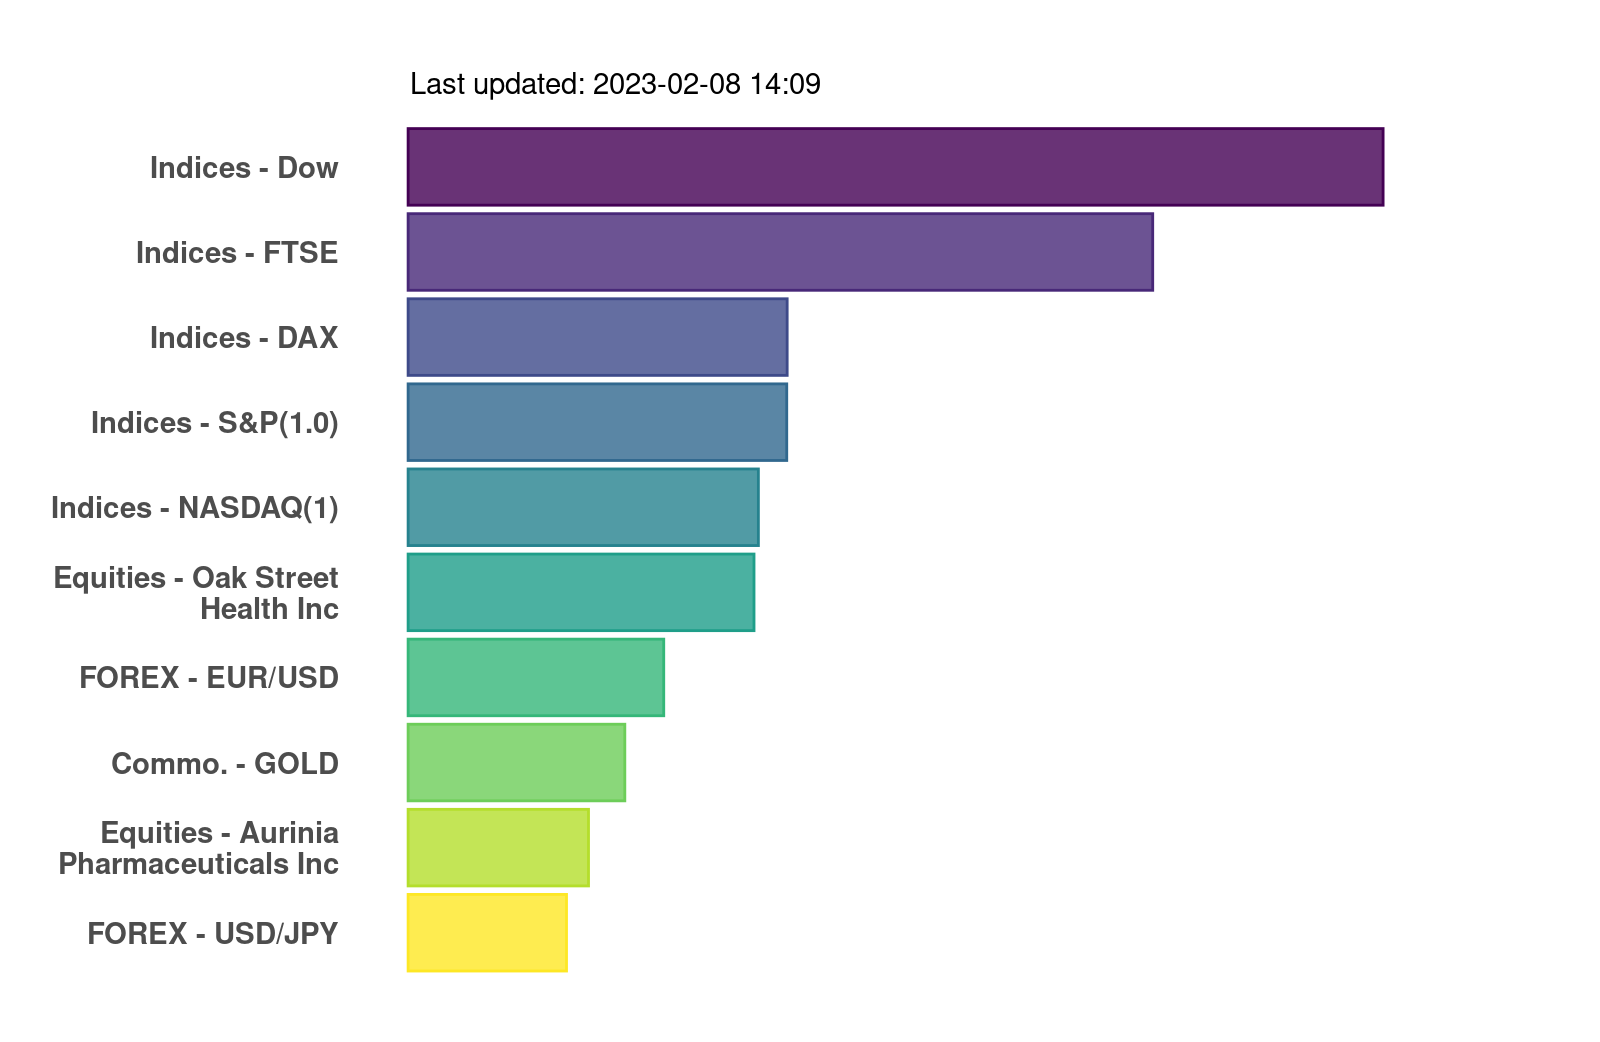 Last updated: 2023-02-08 14:09
Indices - Dow
Indices - FTSE
Indices - DAX
Indices - S&P(1.0)
Indices - NASDAQ(1)
Equities - Oak Street
Health Inc
FOREX - EUR/USD
Commo. - GOLD
Equities - Aurinia
Pharmaceuticals Inc
FOREX - USD/JPY